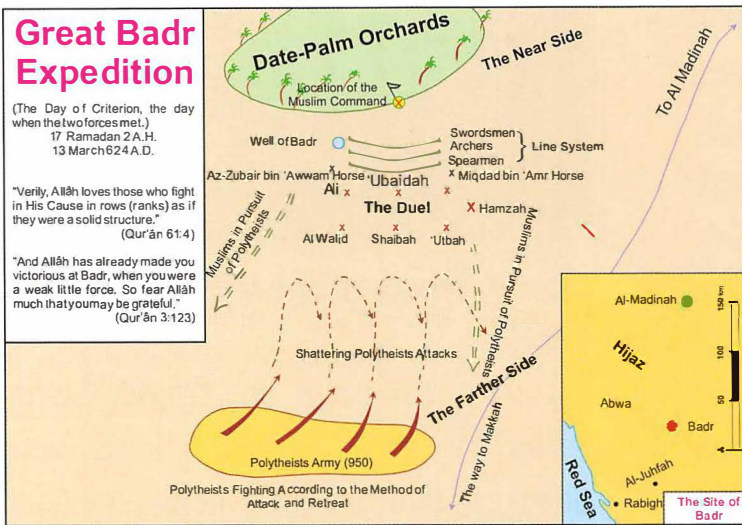 Great Badr
Expedition
(The Day of Criterion, the day
when the two forces met.)
17 Ramadan 2 A.H.
13 March 624 A.D.
"Verily, Allâh loves those who fight
in His Cause in rows (ranks) as if
they were a solid structure."
(Qur'ân 61:4)
"And Allâh has already made you
victorious at Badr, when you were
a weak little force. So fear Allâh
much that you may be grateful."
(Qur'ân 3:123)
Date-Palm Orchards
The Near Side
To Al Madinah
Location of the
Muslim Command
Well of Badr
Swordsmen
Archers
Spearmen
Line System
Az-Zubair bin 'Awwam Horse
'Ubaidah
Miqdad bin 'Amr Horse
Ali
The Duel
Hamzah
Al Walid
Shaibah
'Utbah
Muslims in Pursuit
of Polytheists
Muslims in Pursuit of Polytheists
Shattering Polytheists Attacks
The Farther Side
The way to Makkah
Polytheists Army (950)
Polytheists Fighting According to the Method of
Attack and Retreat
Al-Madinah
Hijaz
Abwa
Badr
Al-Juhfah
Rabigh
Red Sea
150 km
100
50
The Site of
Badr